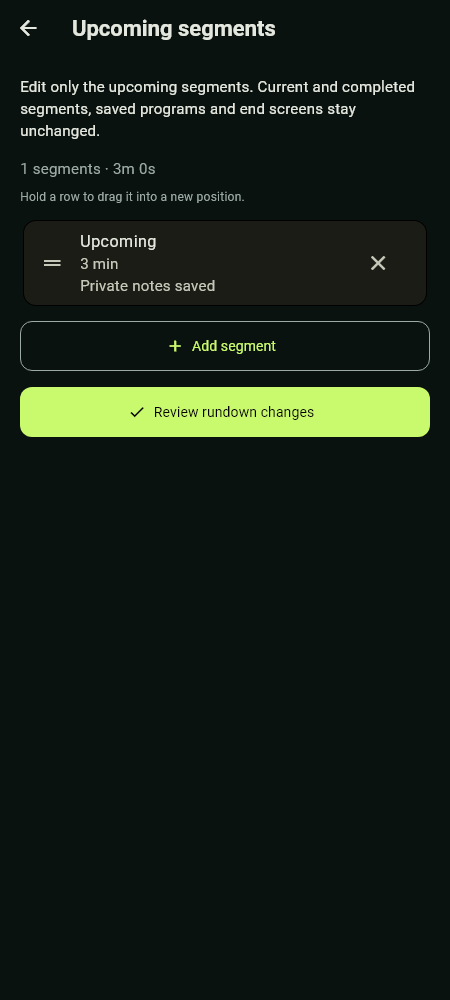 Upcoming segments
Edit only the upcoming segments. Current and completed
segments, saved programs and end screens stay
unchanged.
1 segments · 3m 0s
Hold a row to drag it into a new position.
Upcoming
3 min
Private notes saved
Add segment
Review rundown changes